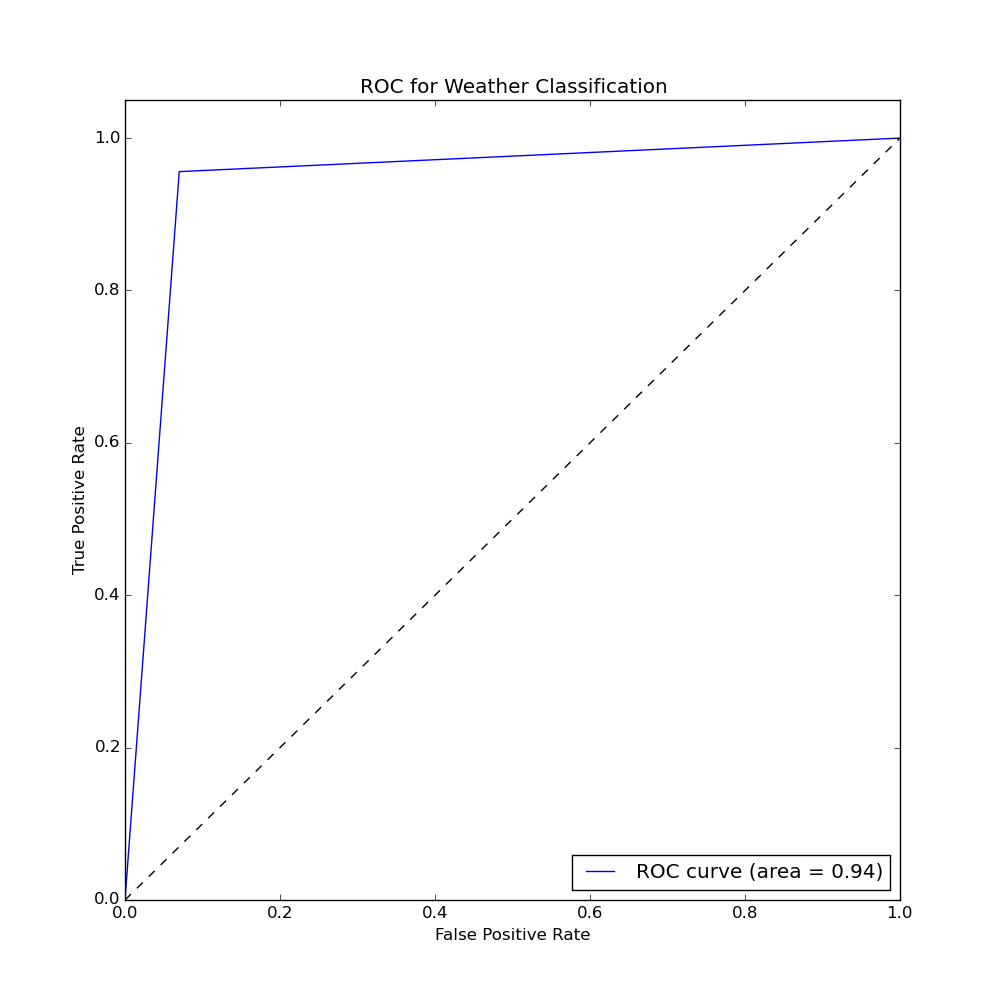 ROC for Weather Classification
1.0
0.8
0.6
0.4
0.2
0.0
True Positive Rate
0.0 0.2 0.4 0.6 0.8 1.0
False Positive Rate
ROC curve (area = 0.94)